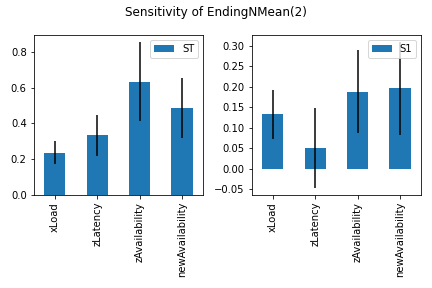 Sensitivity of EndingNMean(2)
ST
0.8
0.6
0.4
0.2
0.0
xLoad
zLatency
zAvailability
newAvailability
S1
0.30
0.25
0.20
0.15
0.10
0.05
0.00
−0.05
xLoad
zLatency
zAvailability
newAvailability